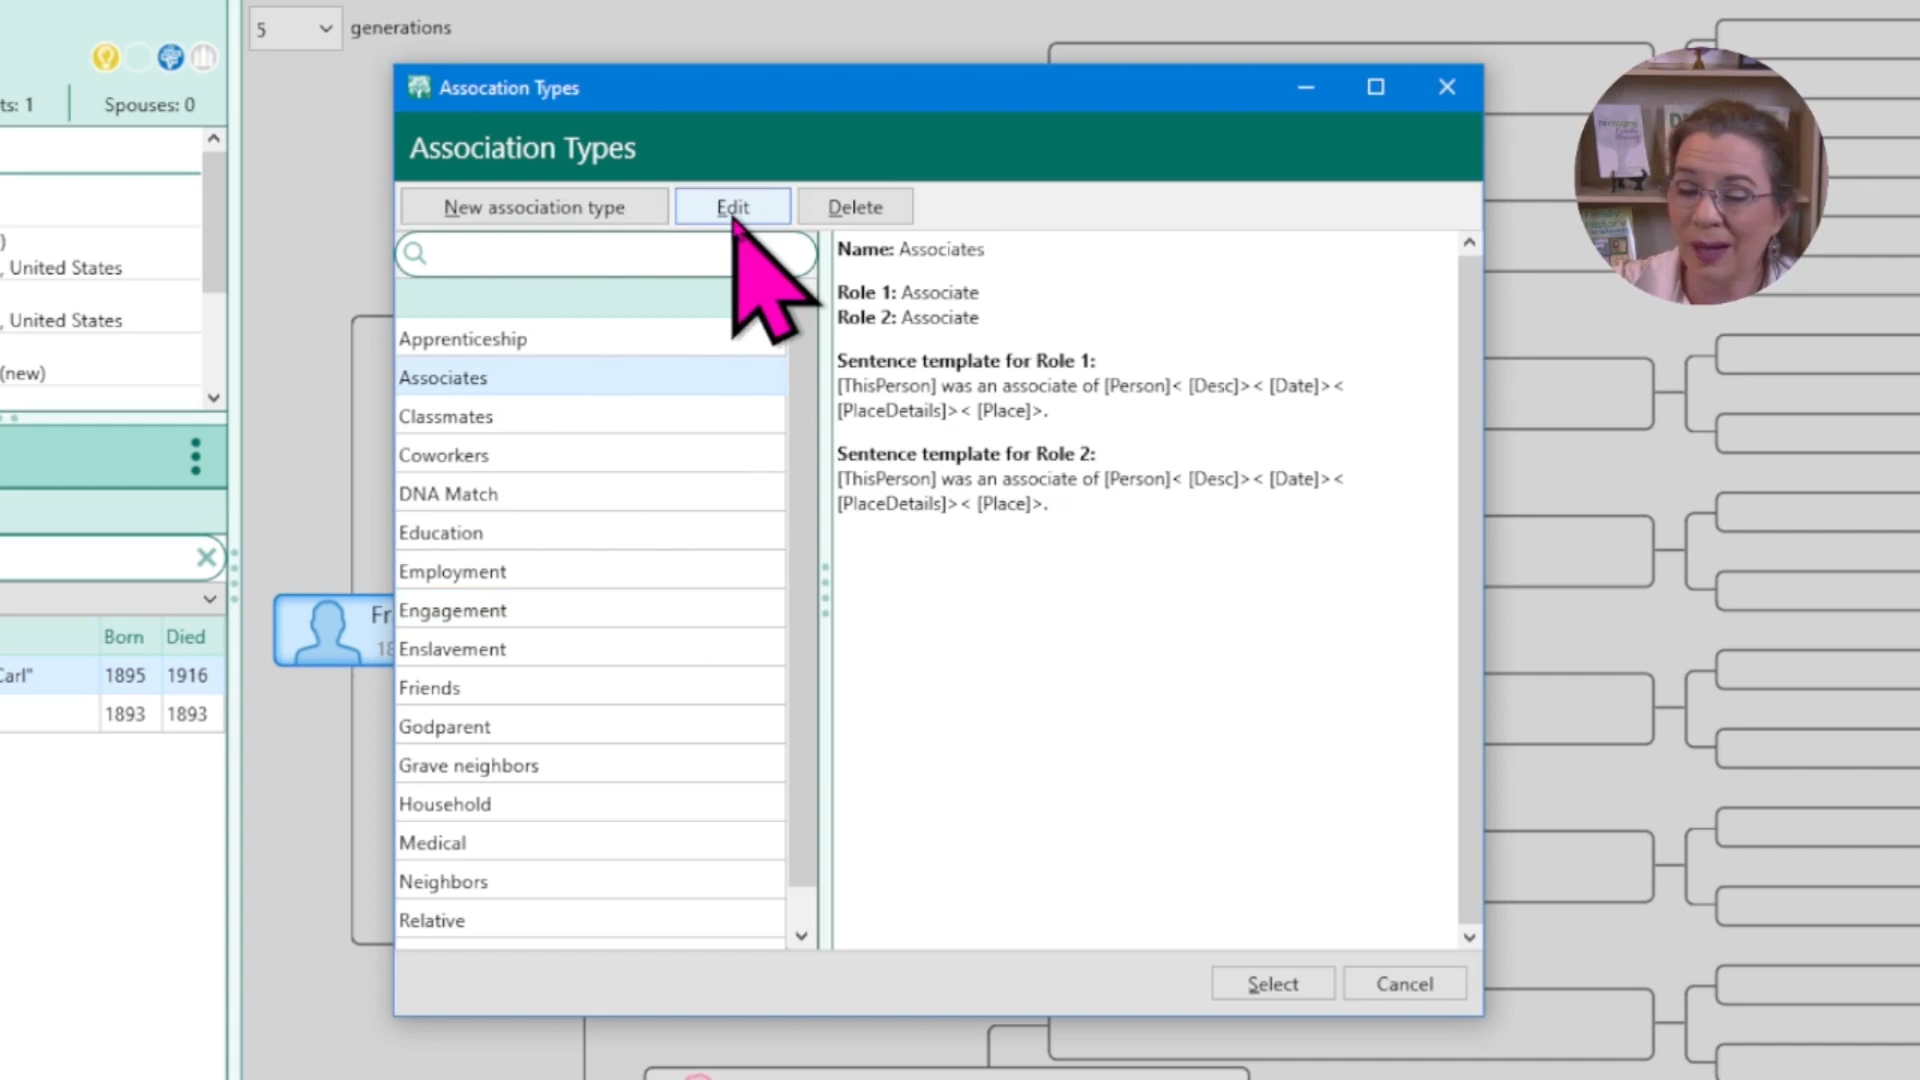 5 generations
ts: 1 Spouses: 0
)
, United States
, United States
(new)
Born Died
Carl" 1895 1916
1893 1893
Fr
18
Assocation Types
Association Types
New association type Edit Delete
Apprenticeship
Associates
Classmates
Coworkers
DNA Match
Education
Employment
Engagement
Enslavement
Friends
Godparent
Grave neighbors
Household
Medical
Neighbors
Relative
Name: Associates
Role 1: Associate
Role 2: Associate
Sentence template for Role 1:
[ThisPerson] was an associate of [Person]< [Desc]>< [Date]><
[PlaceDetails]>< [Place]>.
Sentence template for Role 2:
[ThisPerson] was an associate of [Person]< [Desc]>< [Date]><
[PlaceDetails]>< [Place]>.
Select Cancel